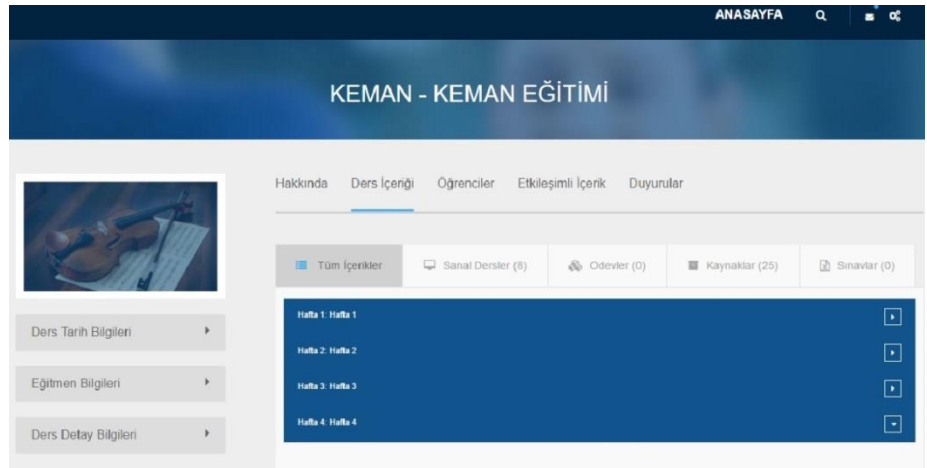 ANASAYFA
KEMAN - KEMAN EĞİTİMİ
Hakkında Ders İçeriği Öğrenciler Etkileşimli İçerik Duyurular
Tüm İçerikler Sanal Dersler (8) Ödevler (0) Kaynaklar (25) Sınavlar (0)
Hafta 1: Hafta 1
Hafta 2: Hafta 2
Hafta 3: Hafta 3
Hafta 4: Hafta 4
Ders Tarih Bilgileri
Eğitmen Bilgileri
Ders Detay Bilgileri